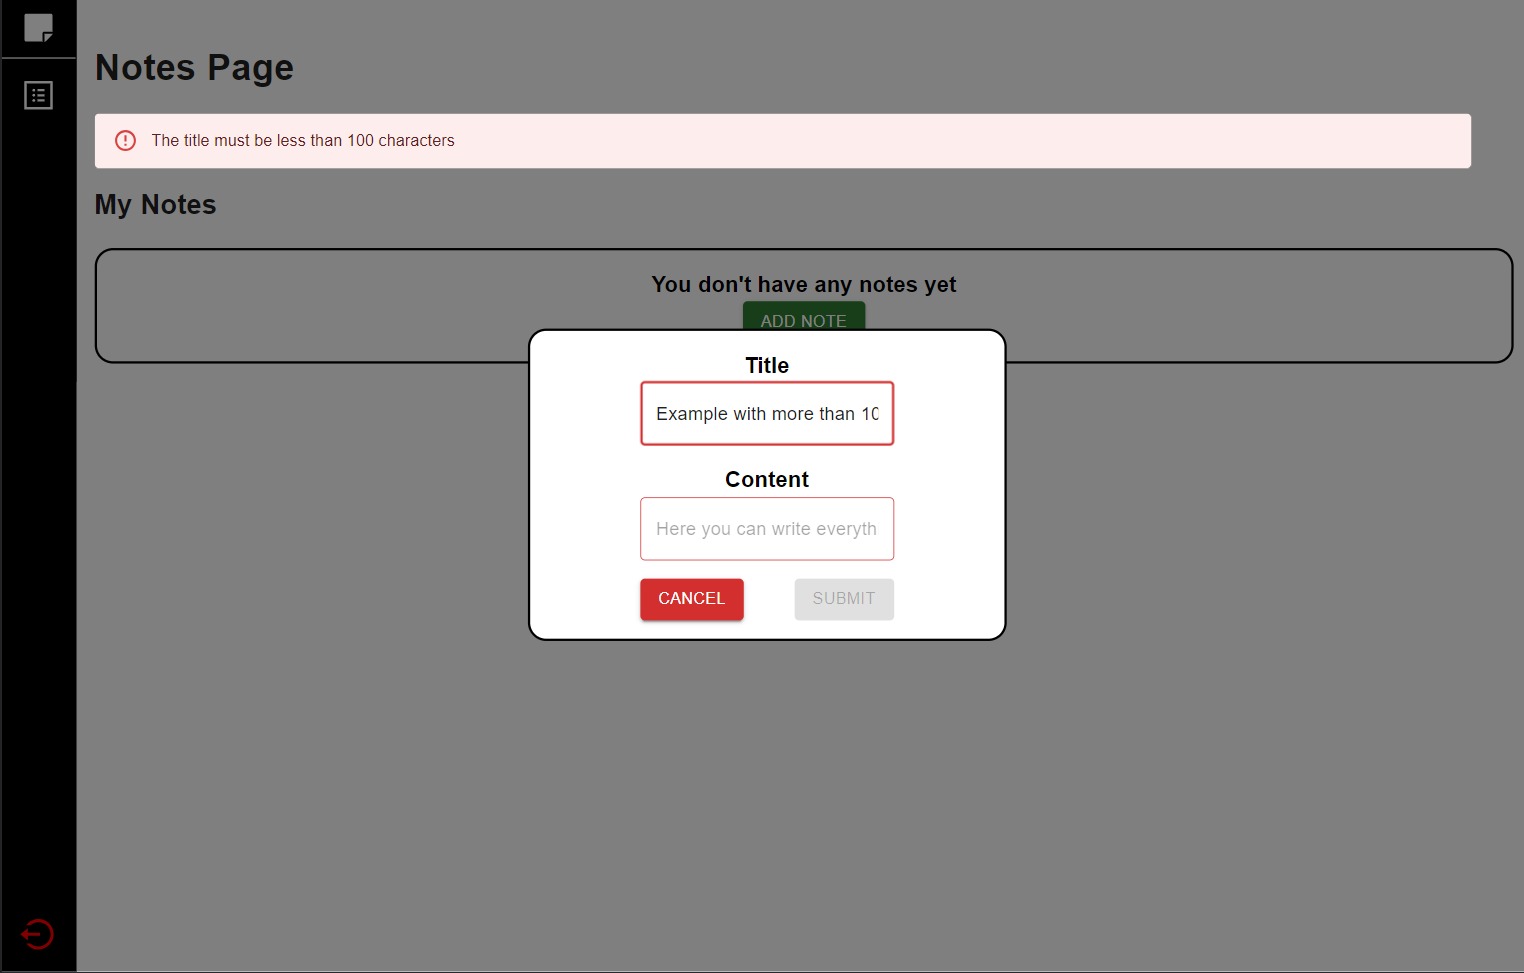 Notes Page
The title must be less than 100 characters
My Notes
You don't have any notes yet
ADD NOTE
Title
Example with more than 10
Content
Here you can write everyth
CANCEL
SUBMIT